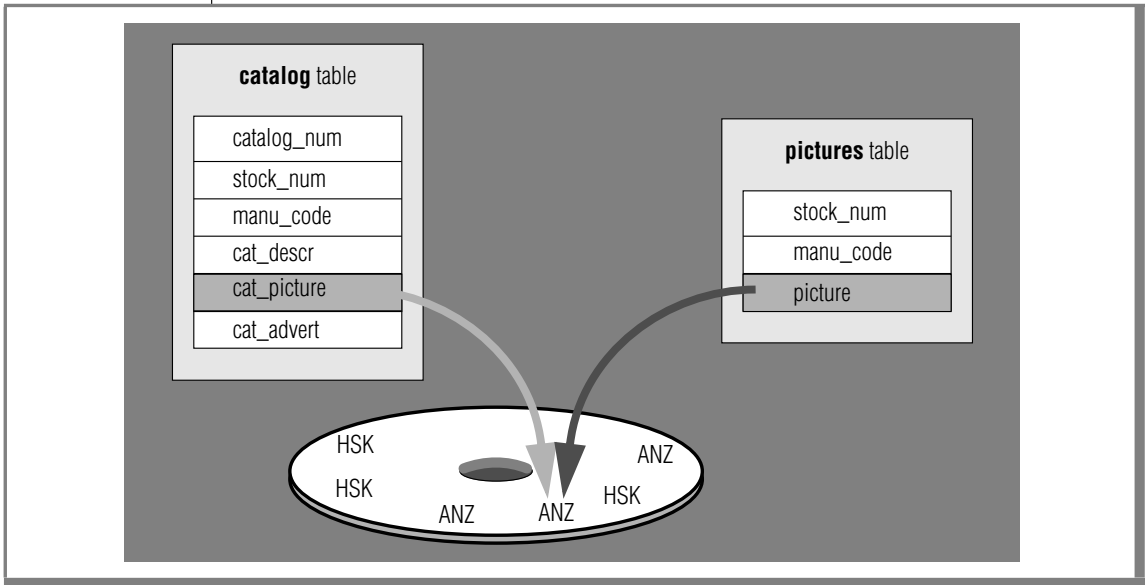 catalog table
catalog_num
stock_num
manu_code
cat_descr
cat_picture
cat_advert
pictures table
stock_num
manu_code
picture
HSK
ANZ
HSK
HSK
ANZ
ANZ